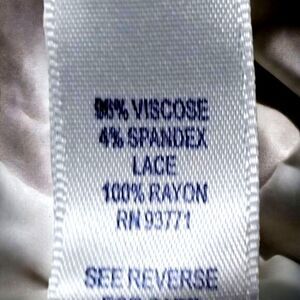 96% VISCOSE
4% SPANDEX
LACE
100% RAYON
RN 93771
SEE REVERSE